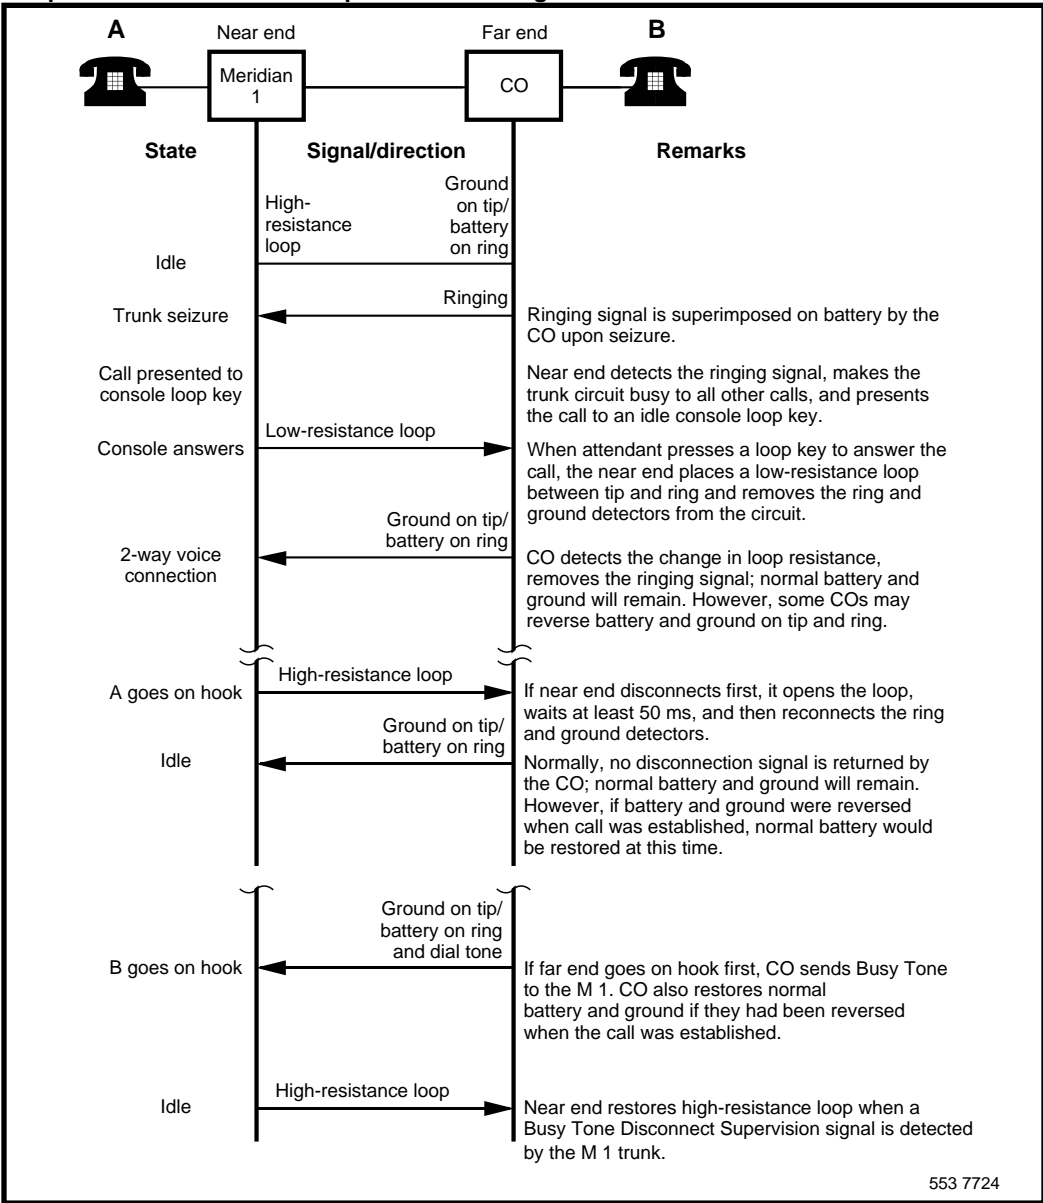 A
Near end
Far end
B
Meridian
1
CO
State
Signal/direction
Remarks
High-
resistance
loop
Ground
on tip/
battery
on ring
Idle
Ringing
Trunk seizure
Ringing signal is superimposed on battery by the
CO upon seizure.
Call presented to
console loop key
Near end detects the ringing signal, makes the
trunk circuit busy to all other calls, and presents
the call to an idle console loop key.
Low-resistance loop
Console answers
When attendant presses a loop key to answer the
call, the near end places a low-resistance loop
between tip and ring and removes the ring and
ground detectors from the circuit.
Ground on tip/
battery on ring
2-way voice
connection
CO detects the change in loop resistance,
removes the ringing signal; normal battery and
ground will remain. However, some COs may
reverse battery and ground on tip and ring.
High-resistance loop
A goes on hook
If near end disconnects first, it opens the loop,
waits at least 50 ms, and then reconnects the ring
and ground detectors.
Ground on tip/
battery on ring
Idle
Normally, no disconnection signal is returned by
the CO; normal battery and ground will remain.
However, if battery and ground were reversed
when call was established, normal battery would
be restored at this time.
Ground on tip/
battery on ring
and dial tone
B goes on hook
If far end goes on hook first, CO sends Busy Tone
to the M 1. CO also restores normal
battery and ground if they had been reversed
when the call was established.
High-resistance loop
Idle
Near end restores high-resistance loop when a
Busy Tone Disconnect Supervision signal is detected
by the M 1 trunk.
553 7724